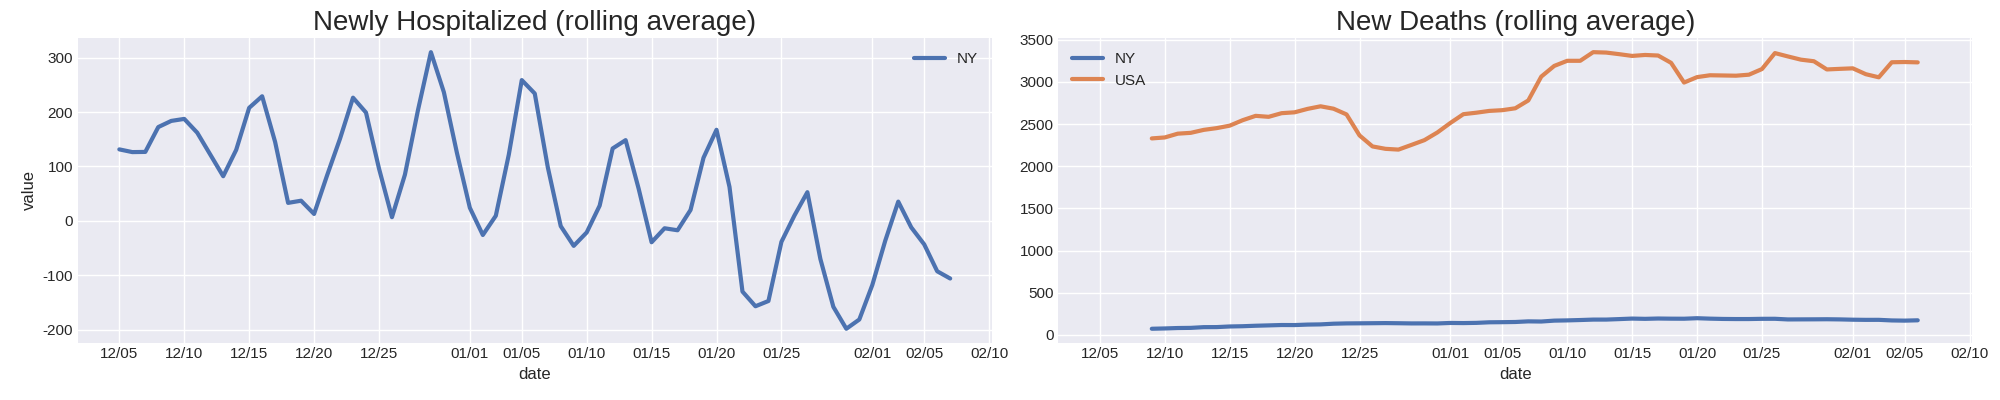 Newly Hospitalized (rolling average)
NY
300
200
100
0
-100
-200
value
12/05 12/10 12/15 12/20 12/25 01/01 01/05 01/10 01/15 01/20 01/25 02/01 02/05 02/10
date
New Deaths (rolling average)
NY
USA
3500
3000
2500
2000
1500
1000
500
0
12/05 12/10 12/15 12/20 12/25 01/01 01/05 01/10 01/15 01/20 01/25 02/01 02/05 02/10
date